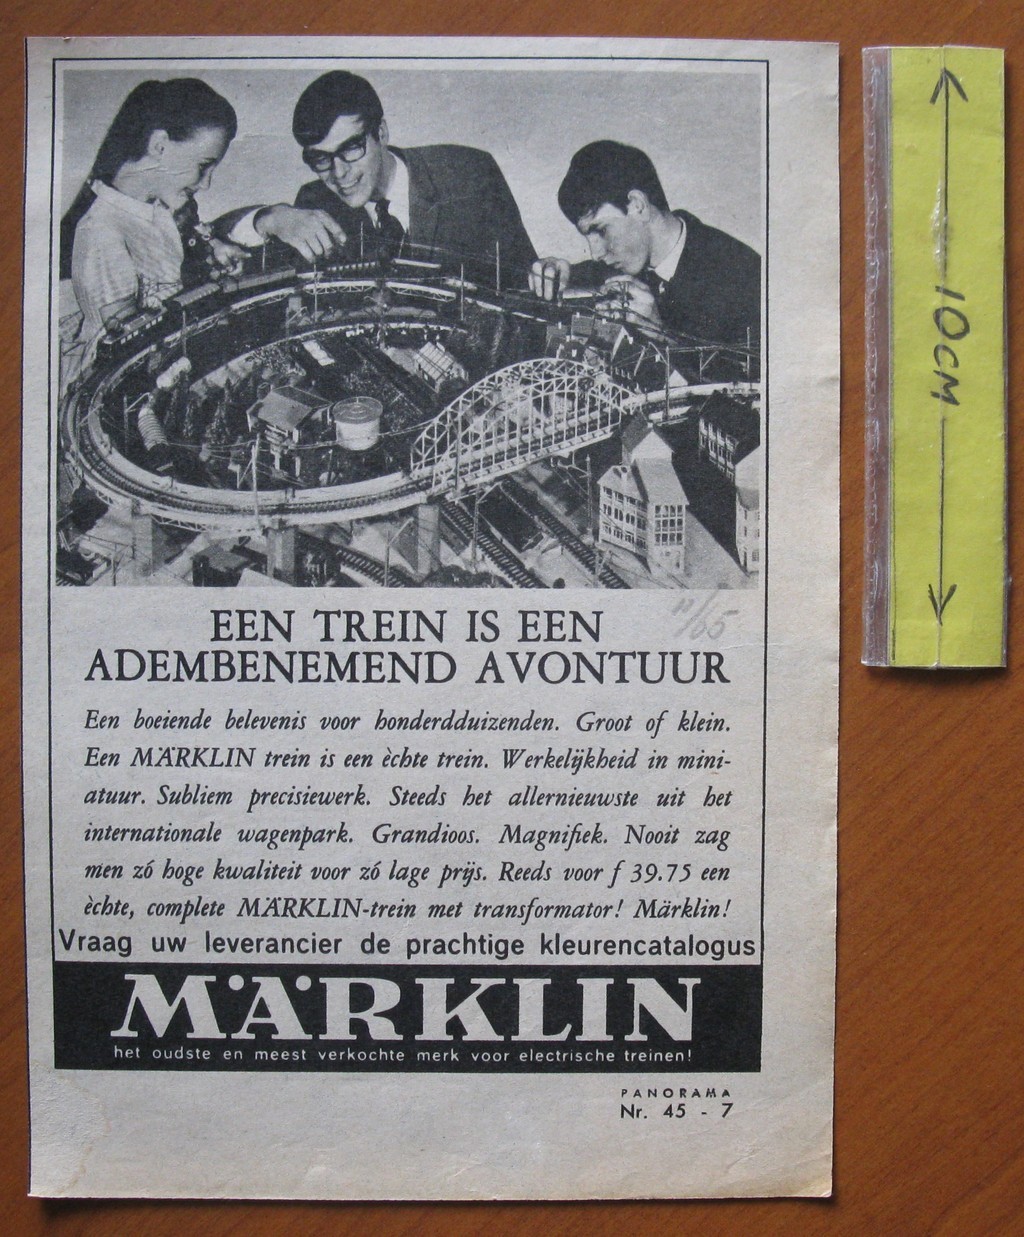 EEN TREIN IS EEN
ADEMBENEMEND AVONTUUR
11/65
Een boeiende belevenis voor honderdduizenden. Groot of klein.
Een MÄRKLIN trein is een èchte trein. Werkelijkheid in mini-
atuur. Subliem precisiewerk. Steeds het allernieuwste uit het
internationale wagenpark. Grandioos. Magnifiek. Nooit zag
men zó hoge kwaliteit voor zó lage prijs. Reeds voor f 39.75 een
èchte, complete MÄRKLIN-trein met transformator! Märklin!
Vraag uw leverancier de prachtige kleurencatalogus
MÄRKLIN
het oudste en meest verkochte merk voor electrische treinen!
PANORAMA
Nr. 45 - 7
10CM